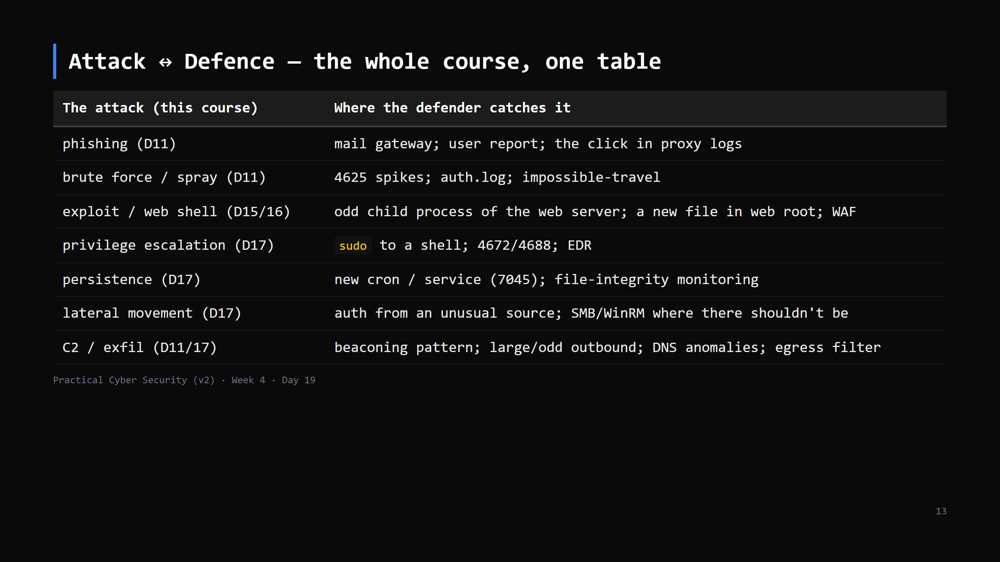 Attack ↔ Defence — the whole course, one table
The attack (this course) Where the defender catches it
phishing (D11) mail gateway; user report; the click in proxy logs
brute force / spray (D11) 4625 spikes; auth.log; impossible-travel
exploit / web shell (D15/16) odd child process of the web server; a new file in web root; WAF
privilege escalation (D17) sudo to a shell; 4672/4688; EDR
persistence (D17) new cron / service (7045); file-integrity monitoring
lateral movement (D17) auth from an unusual source; SMB/WinRM where there shouldn't be
C2 / exfil (D11/17) beaconing pattern; large/odd outbound; DNS anomalies; egress filter
Practical Cyber Security (v2) · Week 4 · Day 19
13